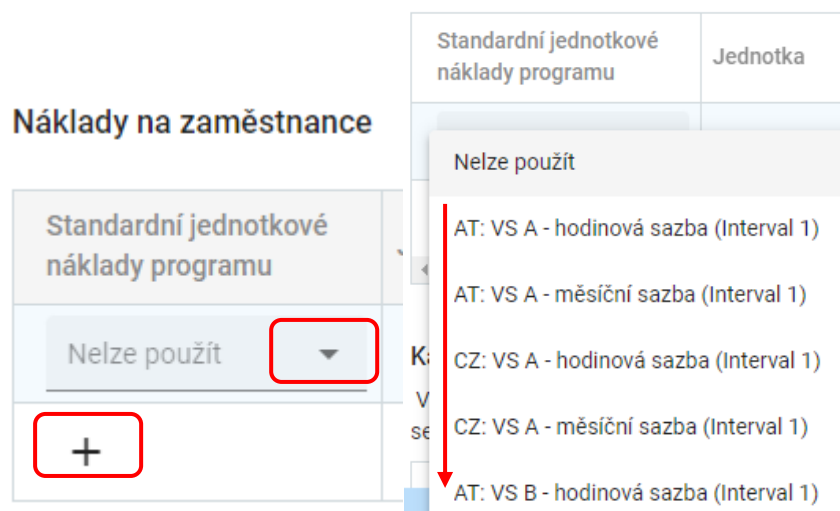 Náklady na zaměstnance
Standardní jednotkové
náklady programu
Nelze použít
+
Standardní jednotkové
náklady programu
Jednotka
Nelze použít
AT: VS A - hodinová sazba (Interval 1)
AT: VS A - měsíční sazba (Interval 1)
CZ: VS A - hodinová sazba (Interval 1)
CZ: VS A - měsíční sazba (Interval 1)
AT: VS B - hodinová sazba (Interval 1)